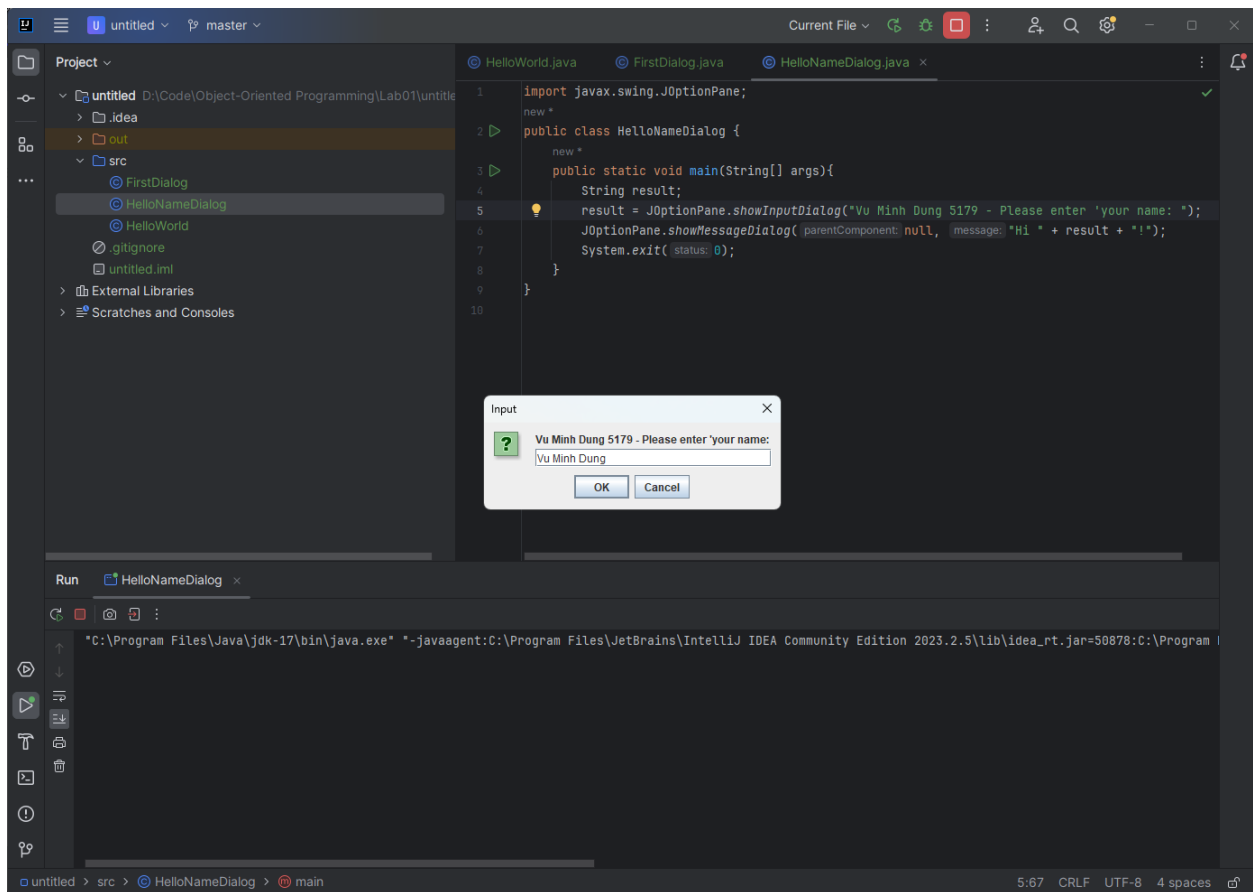 U untitled master Current File
Project
untitled D:\Code\Object-Oriented Programming\Lab01\untitle
.idea
out
src
FirstDialog
HelloNameDialog
HelloWorld
.gitignore
untitled.iml
External Libraries
Scratches and Consoles
HelloWorld.java FirstDialog.java HelloNameDialog.java
1 import javax.swing.JOptionPane;
new *
2 public class HelloNameDialog {
new *
3 public static void main(String[] args){
4 String result;
5 result = JOptionPane.showInputDialog("Vu Minh Dung 5179 - Please enter 'your name: ");
6 JOptionPane.showMessageDialog( parentComponent: null, message: "Hi " + result + "!");
7 System.exit( status: 0);
8 }
9 }
10
Input
Vu Minh Dung 5179 - Please enter 'your name:
Vu Minh Dung
OK Cancel
Run HelloNameDialog
"C:\Program Files\Java\jdk-17\bin\java.exe" "-javaagent:C:\Program Files\JetBrains\IntelliJ IDEA Community Edition 2023.2.5\lib\idea_rt.jar=50878:C:\Program
untitled > src > HelloNameDialog > main 5:67 CRLF UTF-8 4 spaces